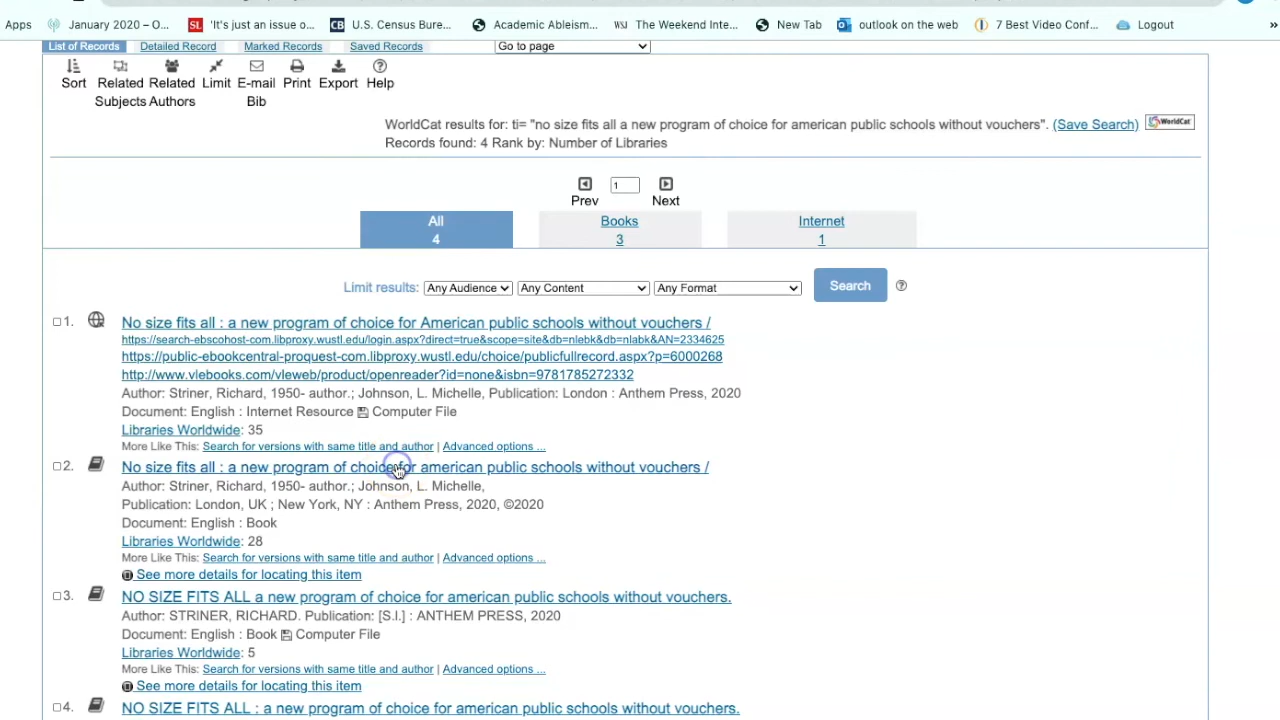 Apps January 2020 – O... SL 'It's just an issue o... CB U.S. Census Bure... Academic Ableism... WSJ The Weekend Inte... New Tab outlook on the web 7 Best Video Conf... Logout »
List of Records Detailed Record Marked Records Saved Records Go to page
Sort Related Subjects Related Authors Limit E-mail Bib Print Export Help
WorldCat results for: ti= "no size fits all a new program of choice for american public schools without vouchers". (Save Search) WorldCat
Records found: 4 Rank by: Number of Libraries
1
Prev Next
All Books Internet
4 3 1
Limit results: Any Audience Any Content Any Format Search ?
1. No size fits all : a new program of choice for American public schools without vouchers /
https://search-ebscohost-com.libproxy.wustl.edu/login.aspx?direct=true&scope=site&db=nlebk&db=nlabk&AN=2334625
https://public-ebookcentral-proquest-com.libproxy.wustl.edu/choice/publicfullrecord.aspx?p=6000268
http://www.vlebooks.com/vleweb/product/openreader?id=none&isbn=9781785272332
Author: Striner, Richard, 1950- author.; Johnson, L. Michelle, Publication: London : Anthem Press, 2020
Document: English : Internet Resource Computer File
Libraries Worldwide: 35
More Like This: Search for versions with same title and author | Advanced options ...
2. No size fits all : a new program of choice for american public schools without vouchers /
Author: Striner, Richard, 1950- author.; Johnson, L. Michelle,
Publication: London, UK ; New York, NY : Anthem Press, 2020, ©2020
Document: English : Book
Libraries Worldwide: 28
More Like This: Search for versions with same title and author | Advanced options ...
See more details for locating this item
3. NO SIZE FITS ALL a new program of choice for american public schools without vouchers.
Author: STRINER, RICHARD. Publication: [S.l.] : ANTHEM PRESS, 2020
Document: English : Book Computer File
Libraries Worldwide: 5
More Like This: Search for versions with same title and author | Advanced options ...
See more details for locating this item
4. NO SIZE FITS ALL : a new program of choice for american public schools without vouchers.